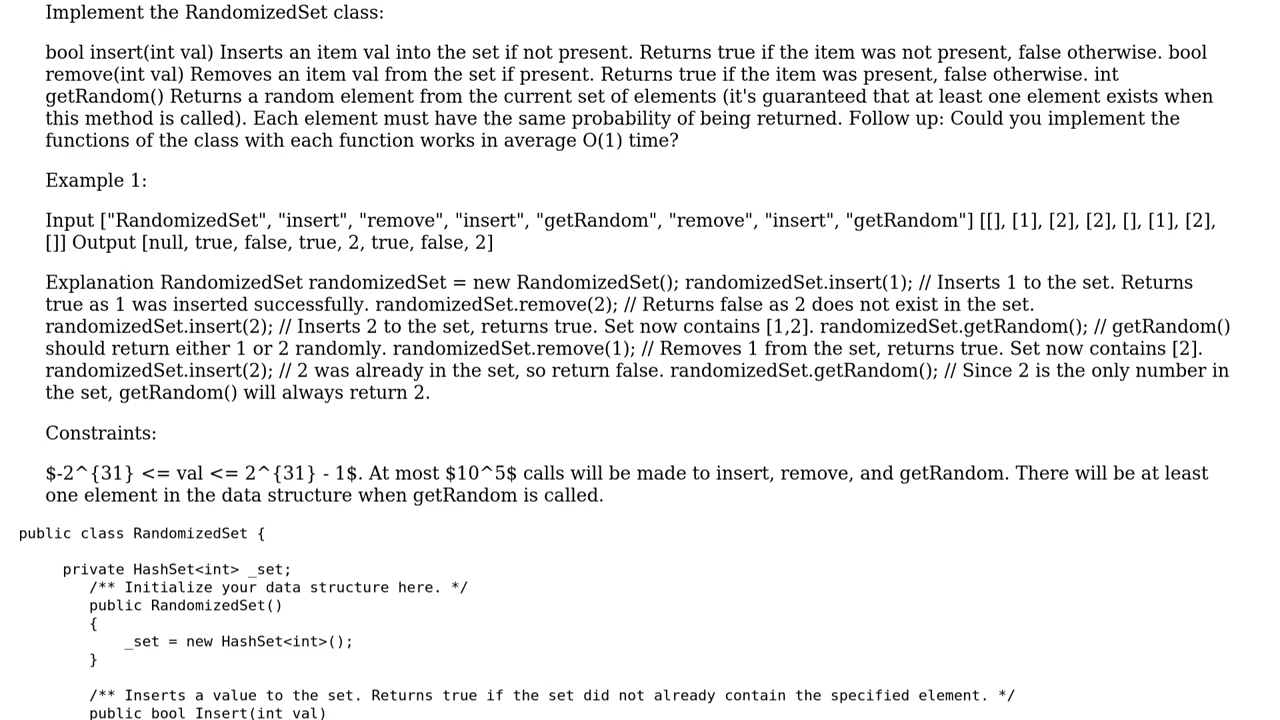 Implement the RandomizedSet class:
bool insert(int val) Inserts an item val into the set if not present. Returns true if the item was not present, false otherwise. bool
remove(int val) Removes an item val from the set if present. Returns true if the item was present, false otherwise. int
getRandom() Returns a random element from the current set of elements (it's guaranteed that at least one element exists when
this method is called). Each element must have the same probability of being returned. Follow up: Could you implement the
functions of the class with each function works in average O(1) time?
Example 1:
Input ["RandomizedSet", "insert", "remove", "insert", "getRandom", "remove", "insert", "getRandom"] [[], [1], [2], [2], [], [1], [2],
[]] Output [null, true, false, true, 2, true, false, 2]
Explanation RandomizedSet randomizedSet = new RandomizedSet(); randomizedSet.insert(1); // Inserts 1 to the set. Returns
true as 1 was inserted successfully. randomizedSet.remove(2); // Returns false as 2 does not exist in the set.
randomizedSet.insert(2); // Inserts 2 to the set, returns true. Set now contains [1,2]. randomizedSet.getRandom(); // getRandom()
should return either 1 or 2 randomly. randomizedSet.remove(1); // Removes 1 from the set, returns true. Set now contains [2].
randomizedSet.insert(2); // 2 was already in the set, so return false. randomizedSet.getRandom(); // Since 2 is the only number in
the set, getRandom() will always return 2.
Constraints:
$-2^{31} <= val <= 2^{31} - 1$. At most $10^5$ calls will be made to insert, remove, and getRandom. There will be at least
one element in the data structure when getRandom is called.
public class RandomizedSet {
private HashSet<int> _set;
/** Initialize your data structure here. */
public RandomizedSet()
{
_set = new HashSet<int>();
}
/** Inserts a value to the set. Returns true if the set did not already contain the specified element. */
public bool Insert(int val)